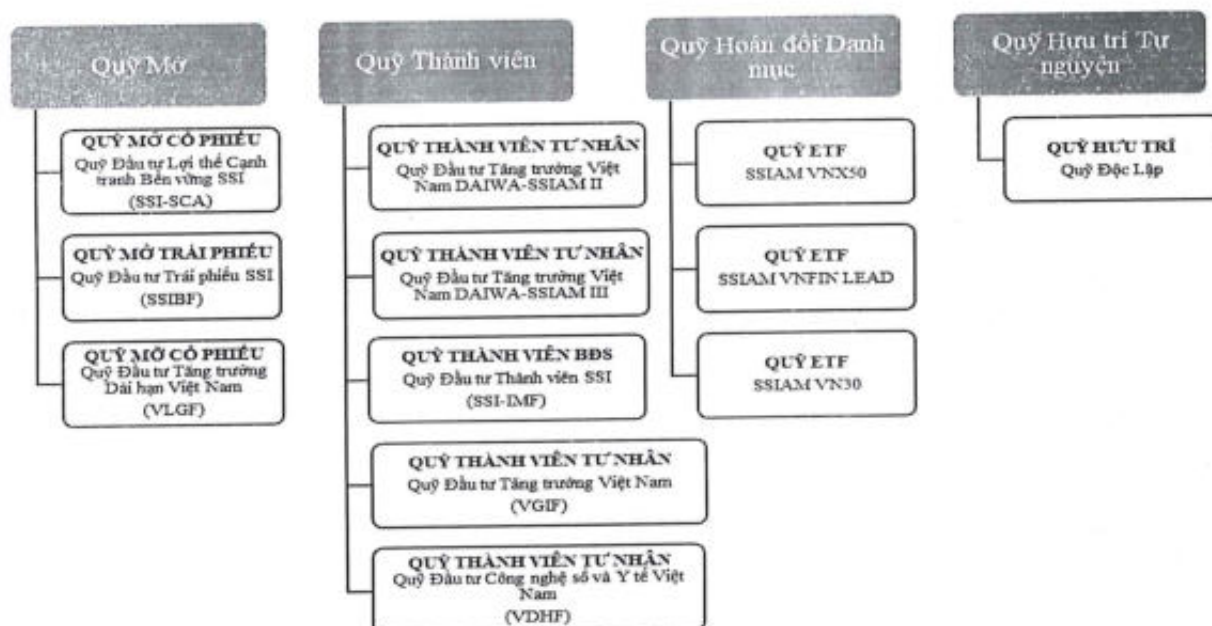 Quỹ Mở
QUỸ MỞ CỔ PHIẾU
Quỹ Đầu tư Lợi thế Cạnh
tranh Bền vững SSI
(SSI-SCA)
QUỸ MỞ TRÁI PHIẾU
Quỹ Đầu tư Trái phiếu SSI
(SSIBF)
QUỸ MỞ CỔ PHIẾU
Quỹ Đầu tư Tăng trưởng
Dài hạn Việt Nam
(VLGF)
Quỹ Thành viên
QUỸ THÀNH VIÊN TƯ NHÂN
Quỹ Đầu tư Tăng trưởng Việt
Nam DAIWA-SSIAM II
QUỸ THÀNH VIÊN TƯ NHÂN
Quỹ Đầu tư Tăng trưởng Việt
Nam DAIWA-SSIAM III
QUỸ THÀNH VIÊN BĐS
Quỹ Đầu tư Thành viên SSI
(SSI-IMF)
QUỸ THÀNH VIÊN TƯ NHÂN
Quỹ Đầu tư Tăng trưởng Việt Nam
(VGIF)
QUỸ THÀNH VIÊN TƯ NHÂN
Quỹ Đầu tư Công nghệ số và Y tế Việt
Nam
(VDHF)
Quỹ Hoán đổi Danh
mục
QUỸ ETF
SSIAM VNX50
QUỸ ETF
SSIAM VNFIN LEAD
QUỸ ETF
SSIAM VN30
Quỹ Hưu trí Tự
nguyện
QUỸ HƯU TRÍ
Quỹ Độc Lập